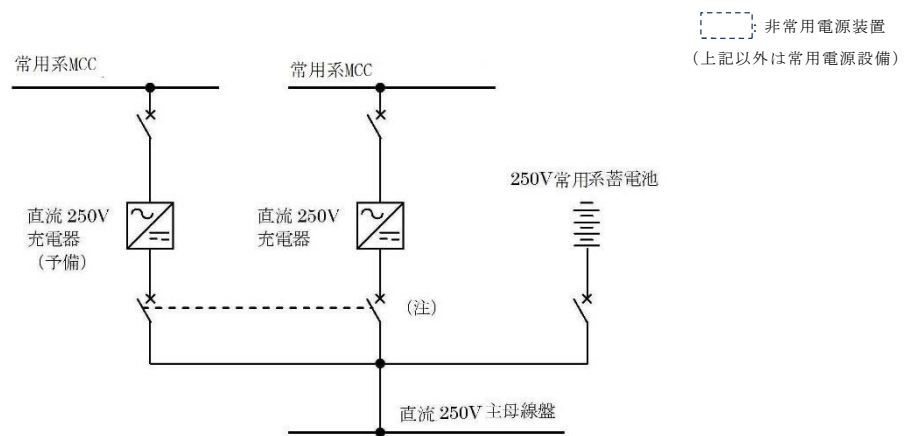 :非常用電源装置
(上記以外は常用電源設備)
常用系MCC
常用系MCC
250V常用系蓄電池
直流 250V
充電器
(予備)
直流 250V
充電器
(注)
直流 250V 主母線盤